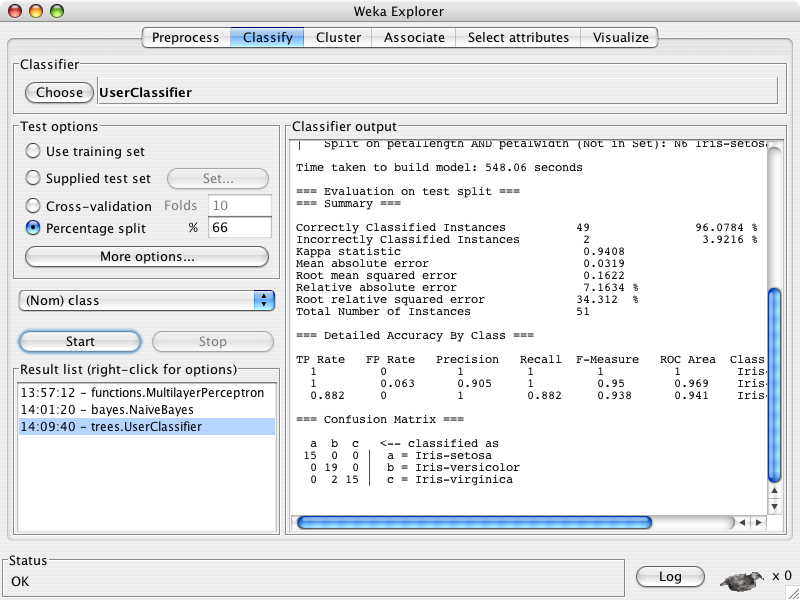 Weka Explorer
Preprocess Classify Cluster Associate Select attributes Visualize
Classifier
Choose UserClassifier
Test options
Use training set
Supplied test set Set...
Cross-validation Folds 10
Percentage split % 66
More options...
(Nom) class
Start Stop
Result list (right-click for options)
13:57:12 - functions.MultilayerPerceptron
14:01:20 - bayes.NaiveBayes
14:09:40 - trees.UserClassifier
Classifier output
| Split on petallength AND petalwidth (Not in Set): N6 Iris-setosa
Time taken to build model: 548.06 seconds
=== Evaluation on test split ===
=== Summary ===
Correctly Classified Instances 49 96.0784 %
Incorrectly Classified Instances 2 3.9216 %
Kappa statistic 0.9408
Mean absolute error 0.0319
Root mean squared error 0.1622
Relative absolute error 7.1634 %
Root relative squared error 34.312 %
Total Number of Instances 51
=== Detailed Accuracy By Class ===
TP Rate FP Rate Precision Recall F-Measure ROC Area Class
1 0 1 1 1 1 Iris-
1 0.063 0.905 1 0.95 0.969 Iris-
0.882 0 1 0.882 0.938 0.941 Iris-
=== Confusion Matrix ===
a b c <-- classified as
15 0 0 | a = Iris-setosa
0 19 0 | b = Iris-versicolor
0 2 15 | c = Iris-virginica
Status
OK
Log x 0